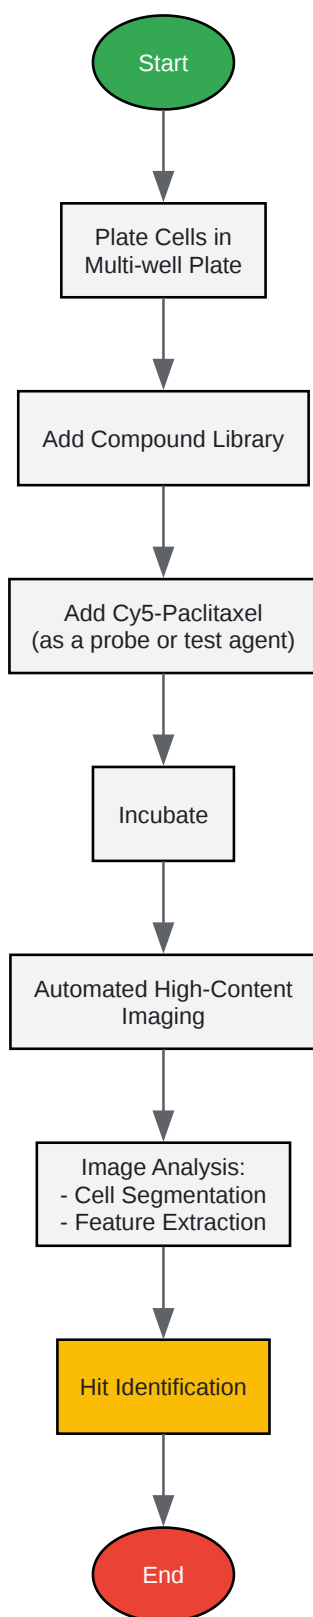 Start
Plate Cells in
Multi-well Plate
Add Compound Library
Add Cy5-Paclitaxel
(as a probe or test agent)
Incubate
Automated High-Content
Imaging
Image Analysis:
- Cell Segmentation
- Feature Extraction
Hit Identification
End